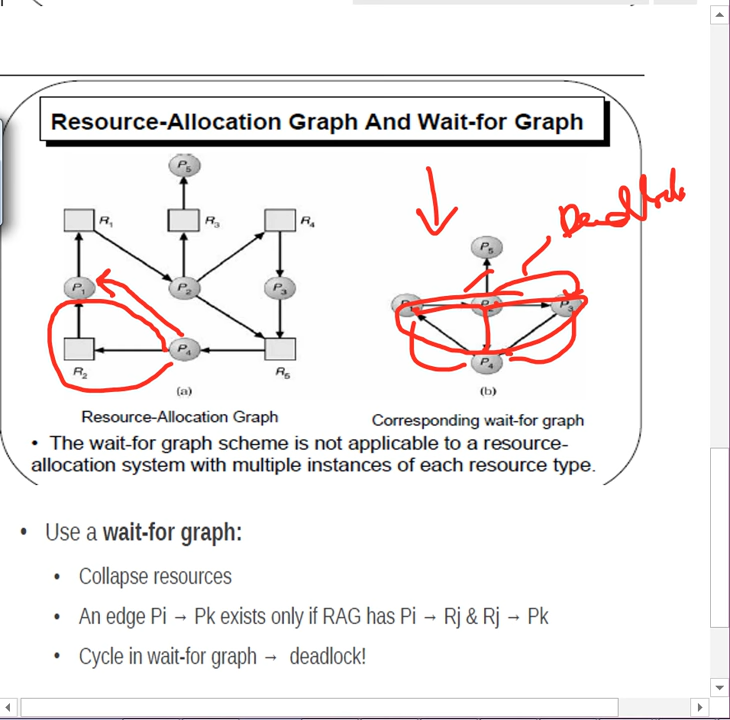 Resource-Allocation Graph And Wait-for Graph
Deadlock
P5
R1
R3
R4
P5
P1
P2
P3
P1
P2
P3
P4
P4
R2
R5
(a)
(b)
Resource-Allocation Graph
Corresponding wait-for graph
• The wait-for graph scheme is not applicable to a resource-
allocation system with multiple instances of each resource type.
• Use a wait-for graph:
• Collapse resources
• An edge Pi → Pk exists only if RAG has Pi → Rj & Rj → Pk
• Cycle in wait-for graph → deadlock!